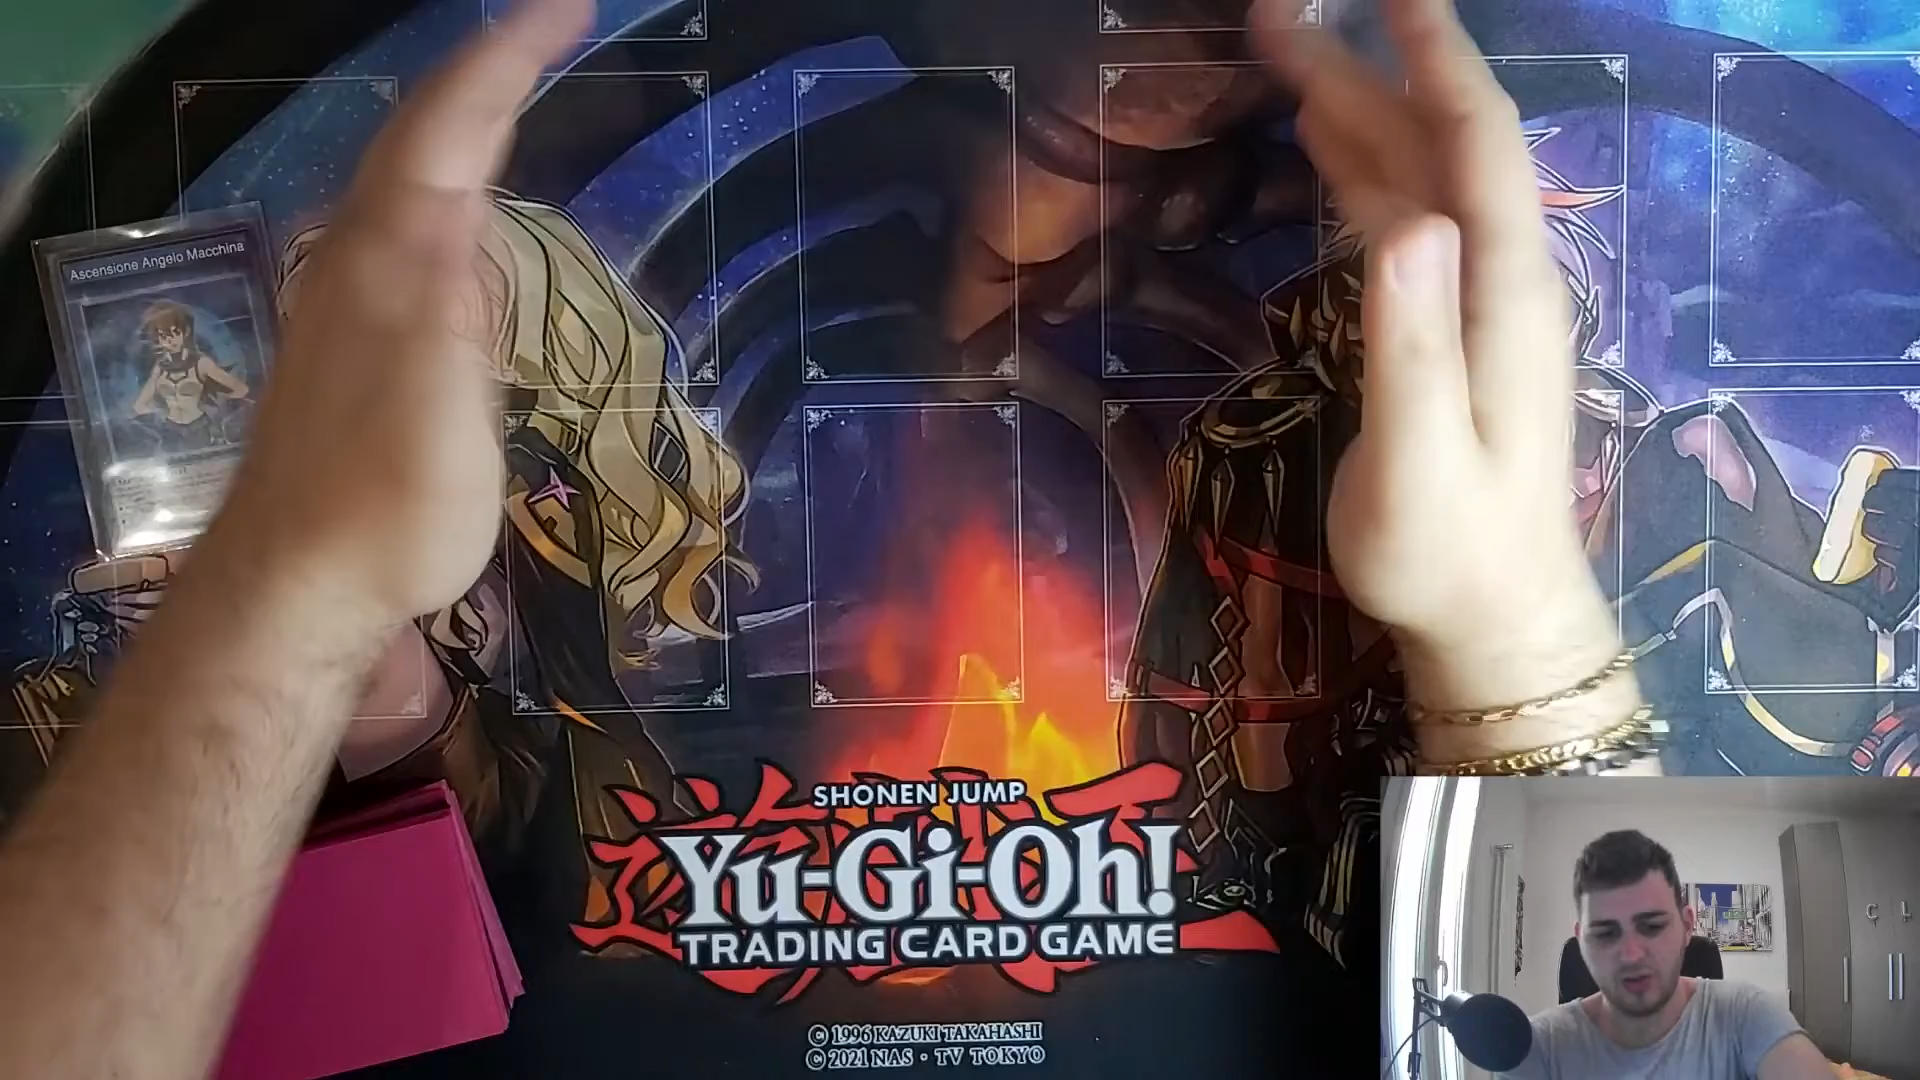 Ascensione Angelo Macchina
SHONEN JUMP
Yu-Gi-Oh!
TRADING CARD GAME
© 1996 KAZUKI TAKAHASHI
© 2021 NAS • TV TOKYO